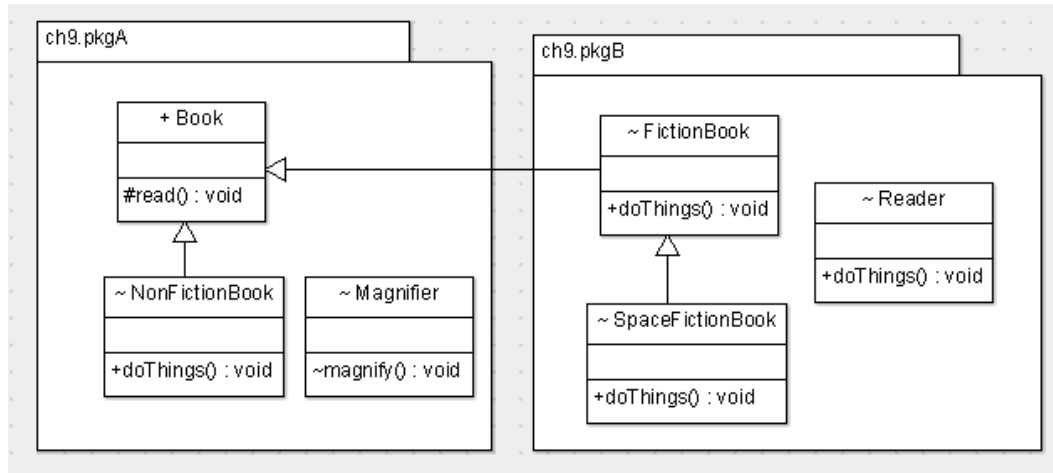 ch9.pkgA
+ Book
#read() : void
~ NonFictionBook
+doThings() : void
~ Magnifier
~magnify() : void
ch9.pkgB
~ FictionBook
+doThings() : void
~ Reader
+doThings() : void
~ SpaceFictionBook
+doThings() : void